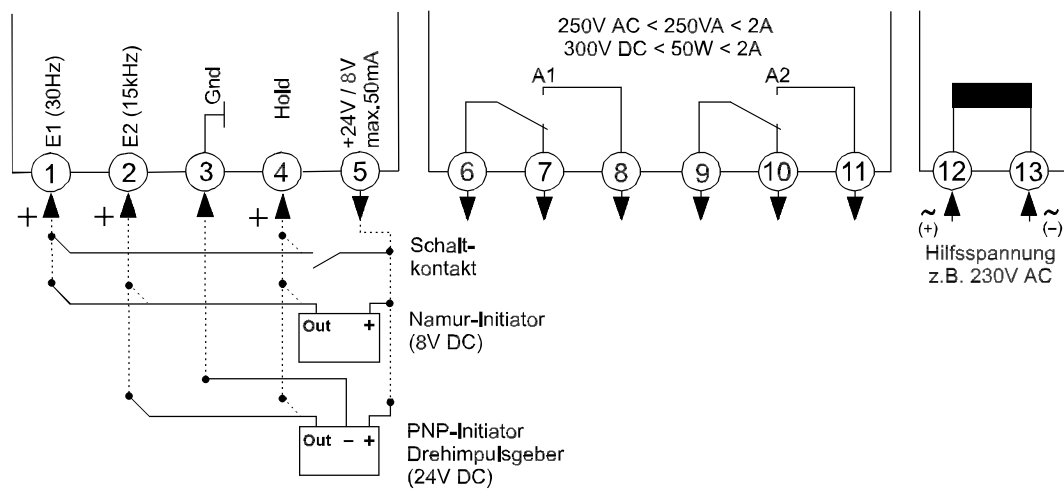 250V AC < 250VA < 2A
300V DC < 50W < 2A
E1 (30Hz)
E2 (15kHz)
Gnd
Hold
+24V / 8V
max.50mA
A1
A2
1
2
3
4
5
6
7
8
9
10
11
12
13
+
+
+
~
(+)
~
(–)
Hilfsspannung
z.B. 230V AC
Schalt-
kontakt
Out +
Namur-Initiator
(8V DC)
Out – +
PNP-Initiator
Drehimpulsgeber
(24V DC)